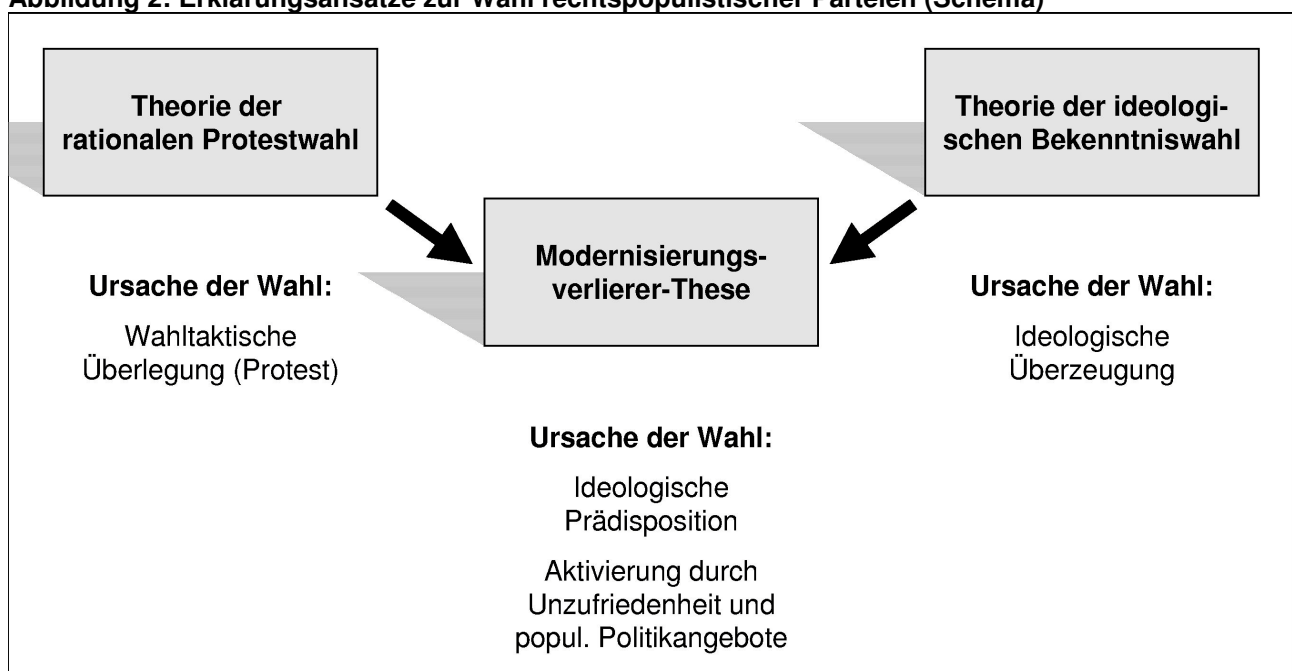 Abbildung 2: Erklärungsansätze zur Wahl rechtspopulistischer Parteien (Schema)
Theorie der
rationalen Protestwahl
Theorie der ideologi-
schen Bekenntniswahl
Modernisierungs-
verlierer-These
Ursache der Wahl:
Wahltaktische
Überlegung (Protest)
Ursache der Wahl:
Ideologische
Überzeugung
Ursache der Wahl:
Ideologische
Prädisposition
Aktivierung durch
Unzufriedenheit und
popul. Politikangebote